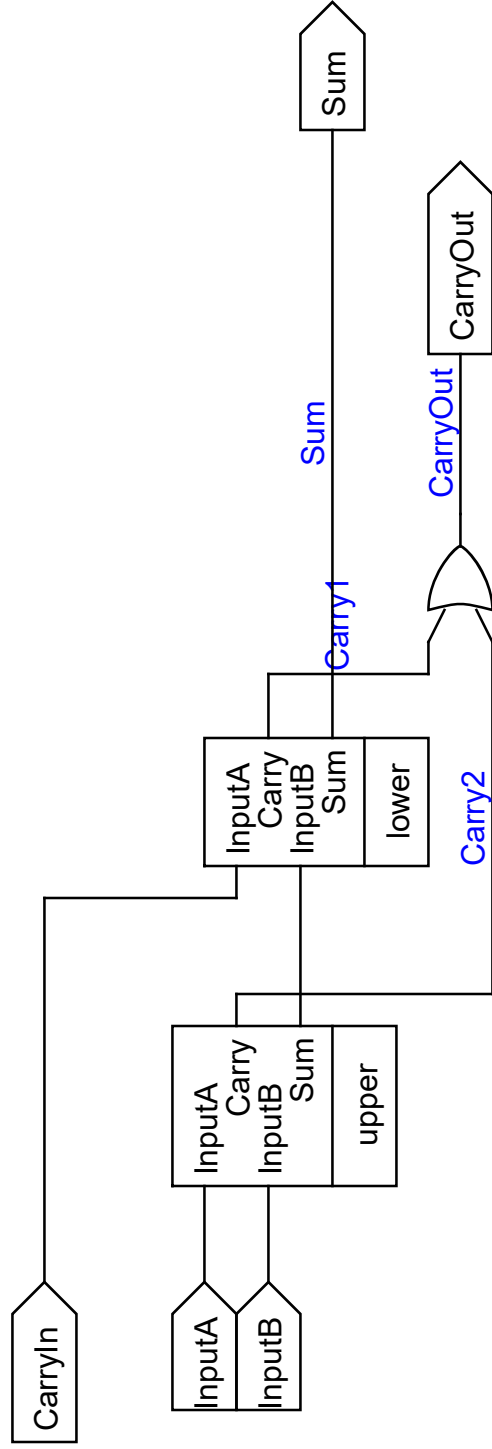 CarryIn
InputA
InputB
InputA
Carry
InputB
Sum
upper
InputA
Carry
InputB
Sum
lower
Carry1
Carry2
Sum
CarryOut
Sum
CarryOut